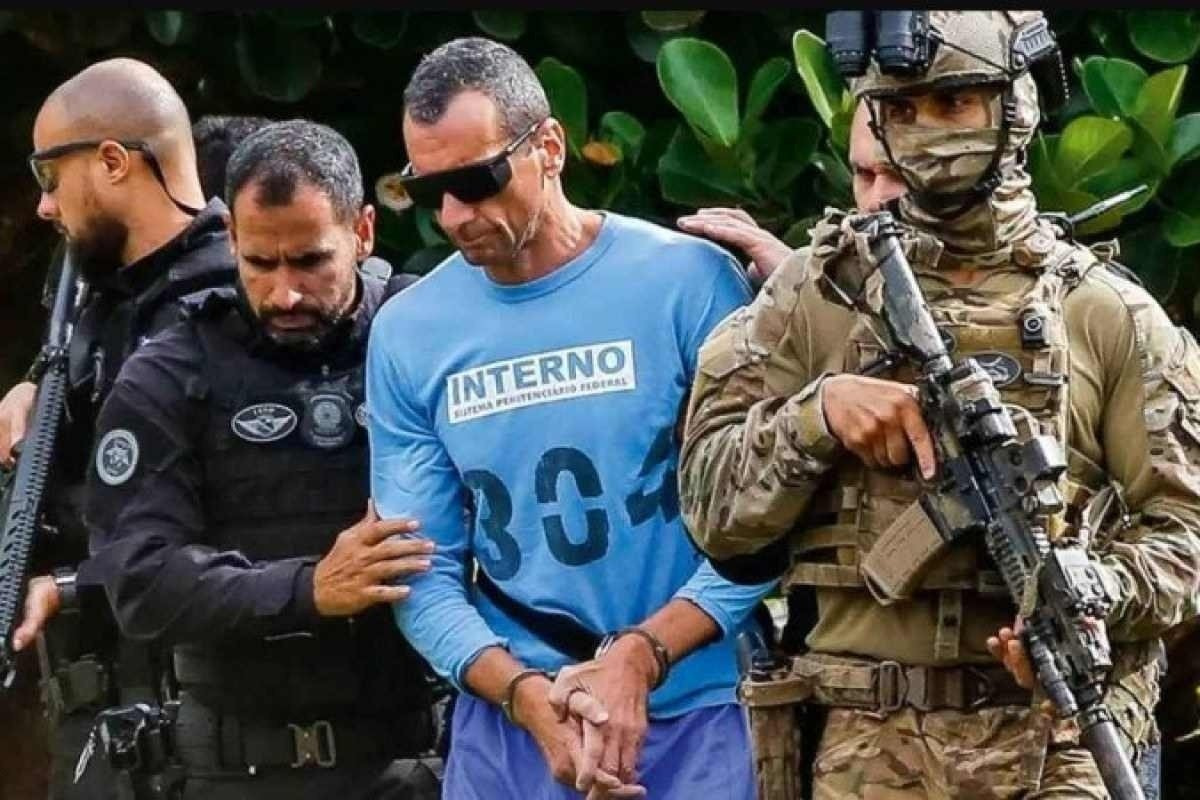 INTERNO
SISTEMA PENITENCIÁRIO FEDERAL
304